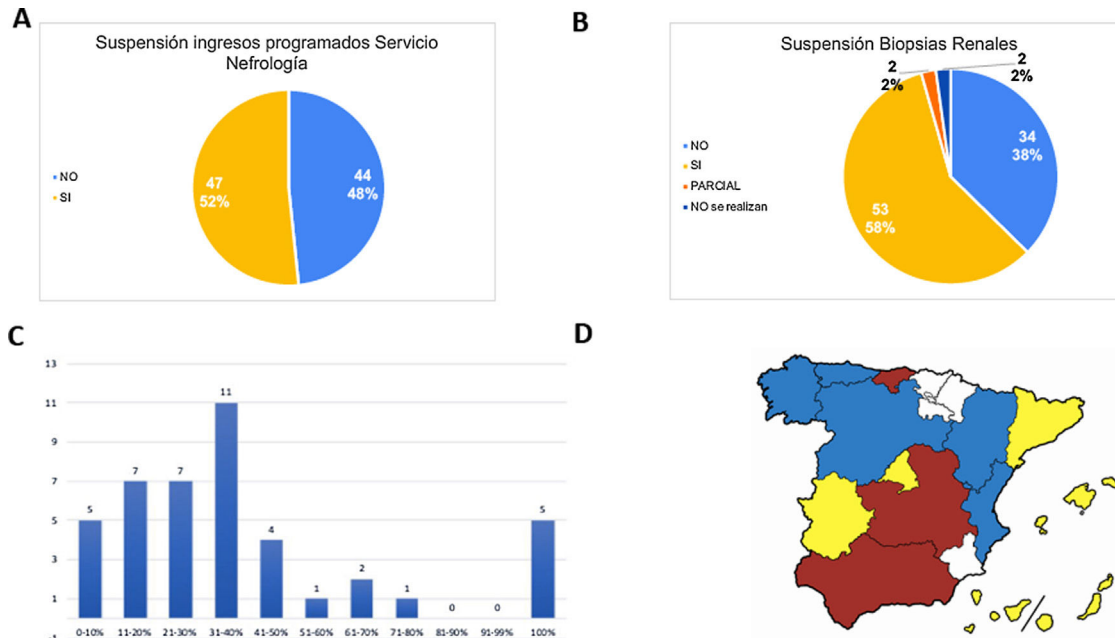 A
Suspensión ingresos programados Servicio
Nefrología
NO
SI
47
52%
44
48%
B
Suspensión Biopsias Renales
2
2%
2
2%
NO
SI
PARCIAL
NO se realizan
34
38%
53
58%
C
13
11
9
7
5
3
1
-1
5
7
7
11
4
1
2
1
0
0
5
0-10% 11-20% 21-30% 31-40% 41-50% 51-60% 61-70% 71-80% 81-90% 91-99% 100%
D